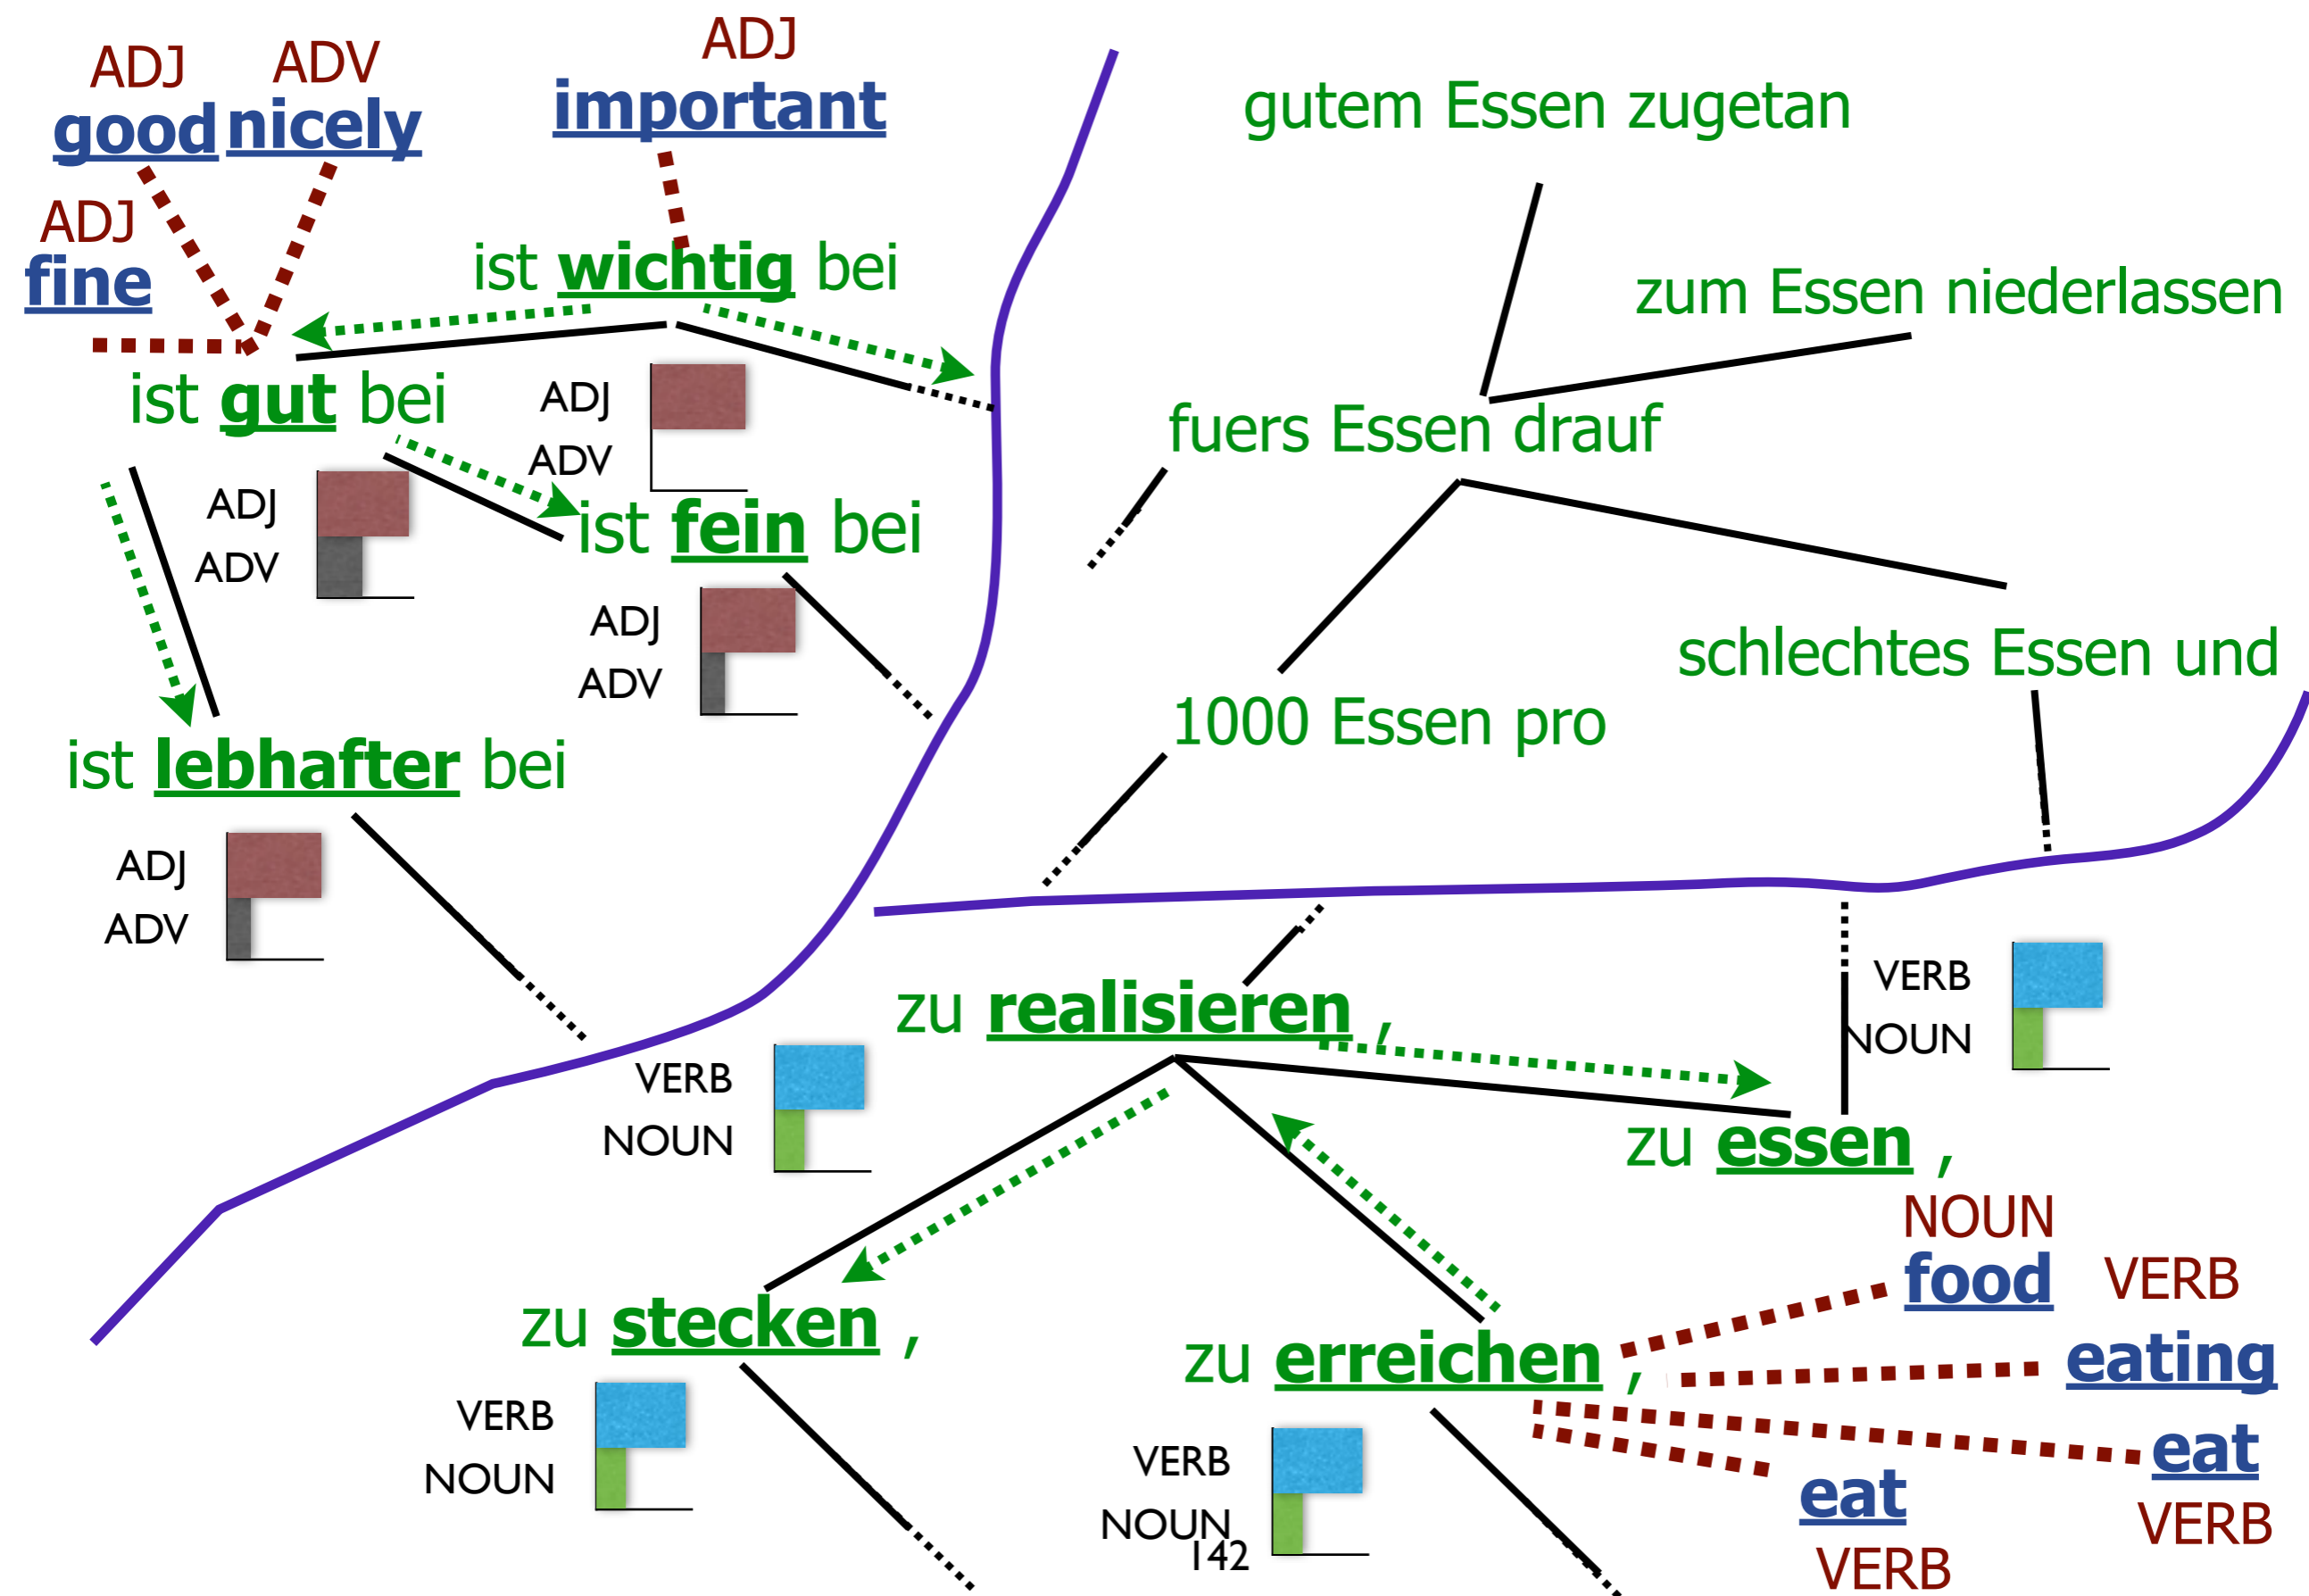 ADJ
ADV
ADJ
good nicely
important
gutem Essen zugetan
ADJ
fine
ist wichtig bei
zum Essen niederlassen
ist gut bei
ADJ
ADV
fuers Essen drauf
ADJ
ADV
ist fein bei
ADJ
ADV
schlechtes Essen und
1000 Essen pro
ist lebhafter bei
ADJ
ADV
zu realisieren ,
VERB
NOUN
VERB
NOUN
zu essen ,
NOUN
food
VERB
zu stecken ,
zu erreichen ,
eating
VERB
NOUN
VERB
NOUN
eat
VERB
eat
VERB
142